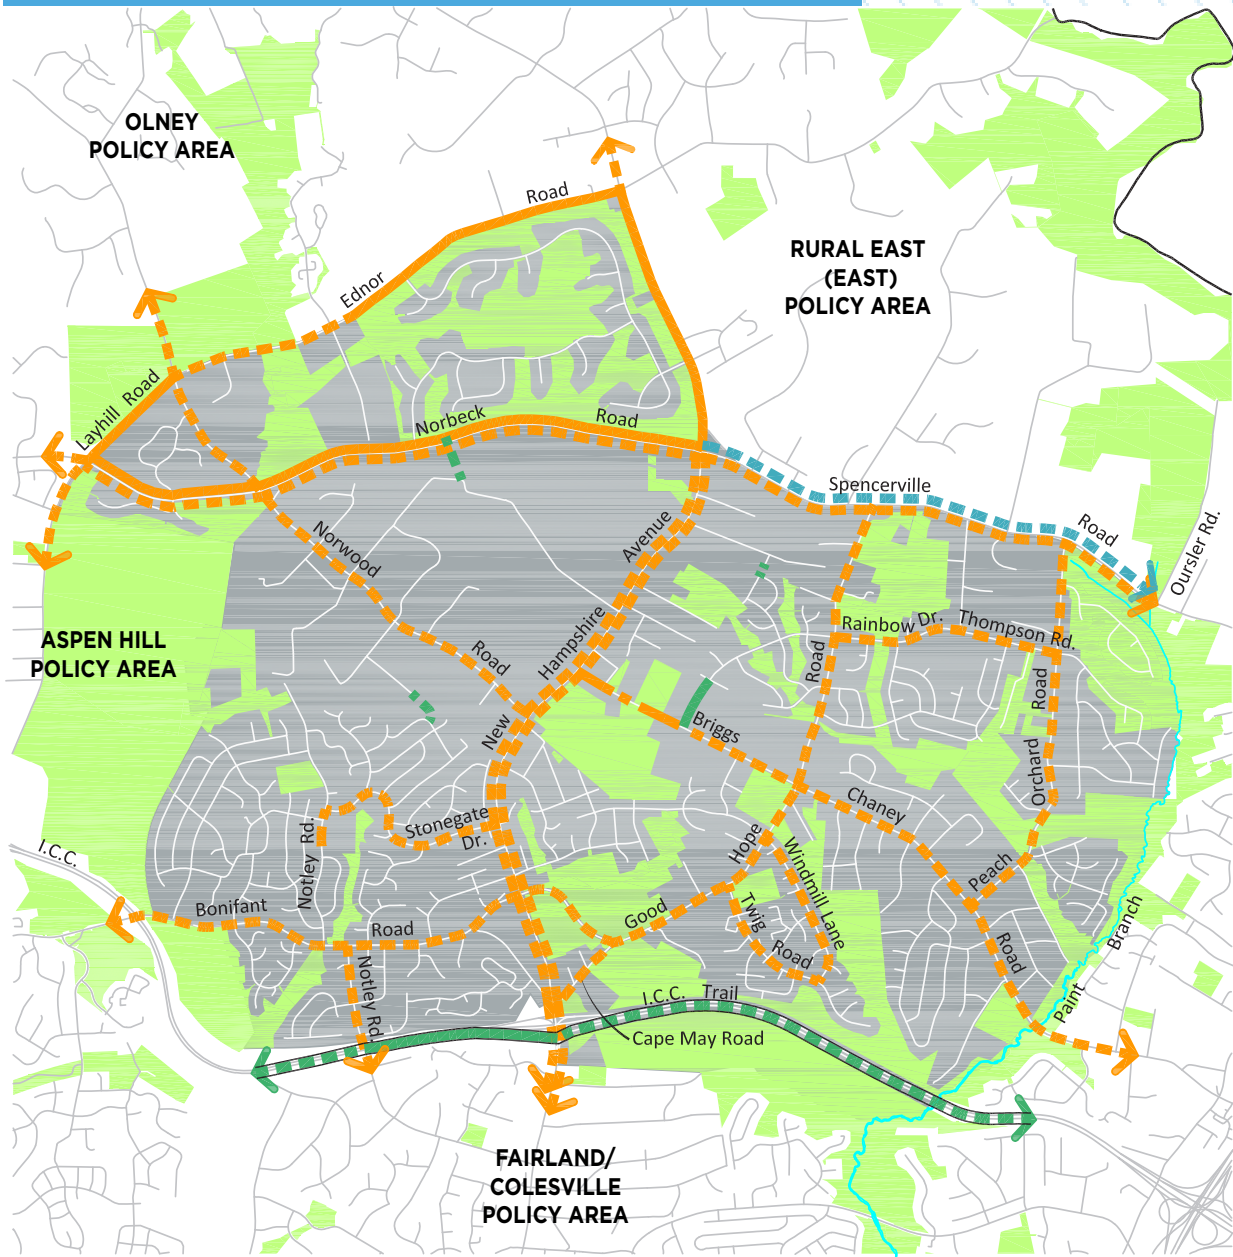 OLNEY
POLICY AREA
Road
Ednor
RURAL EAST
(EAST)
POLICY AREA
Layhill Road
Norbeck
Road
Spencerville
Road
Oursler Rd.
Norwood
Road
Avenue
Hampshire
New
ASPEN HILL
POLICY AREA
Rainbow Dr.
Thompson Rd.
Road
Road
Orchard
Briggs
Chaney
Stonegate
Dr.
Notley Rd.
Hope
Windmill Lane
Peach
I.C.C.
Bonifant
Road
Good
Twig
Road
Road
Branch
Paint
Notley Rd.
I.C.C. Trail
Cape May Road
FAIRLAND/
COLESVILLE
POLICY AREA